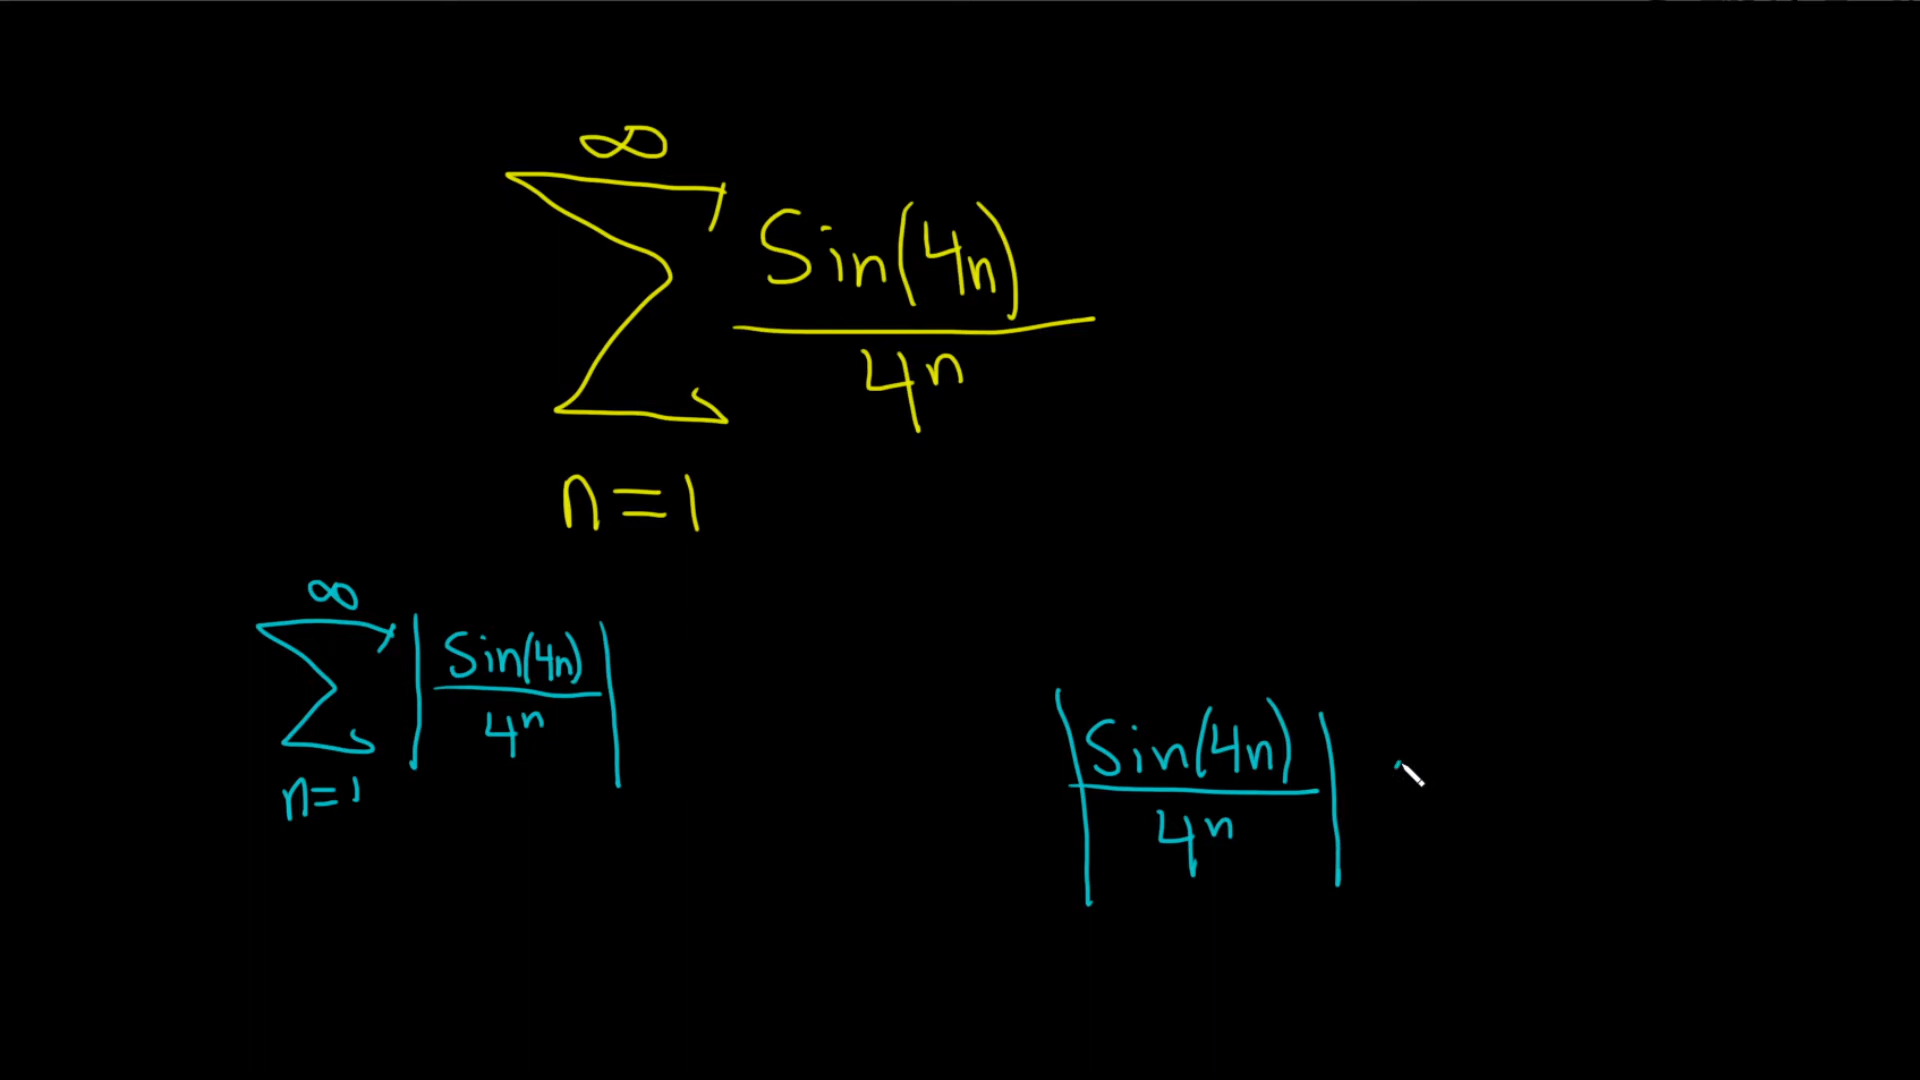 ∞
Σ Sin(4n) / 4^n
n=1
∞
Σ |Sin(4n) / 4^n|
n=1
|Sin(4n) / 4^n|